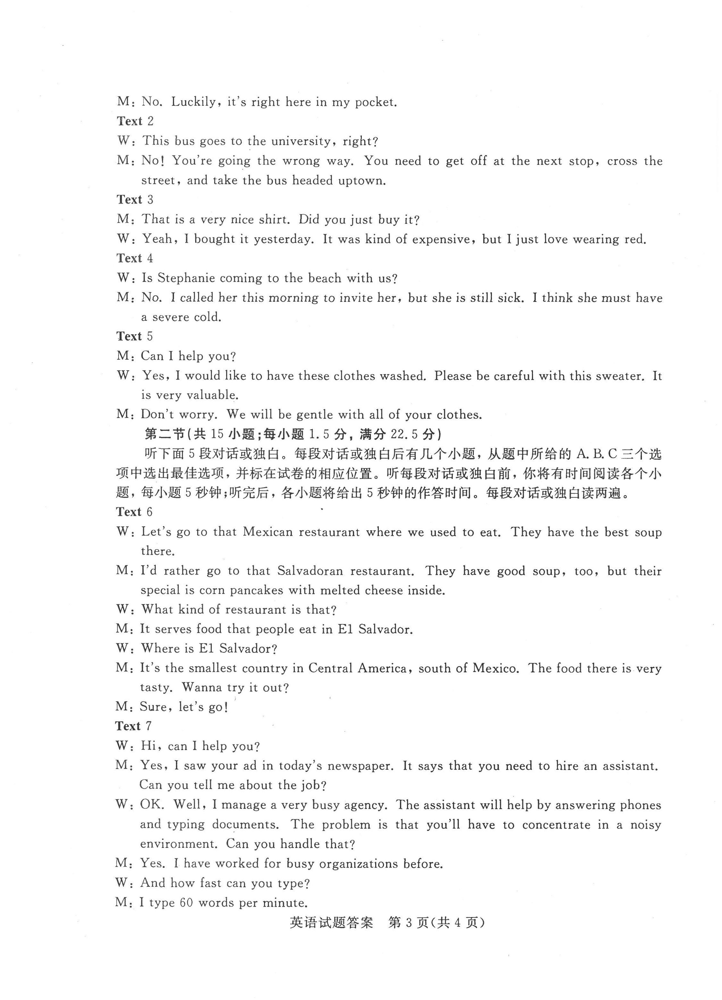 M: No. Luckily, it's right here in my pocket.
Text 2
W: This bus goes to the university, right?
M: No! You're going the wrong way. You need to get off at the next stop, cross the
street, and take the bus headed uptown.
Text 3
M: That is a very nice shirt. Did you just buy it?
W: Yeah, I bought it yesterday. It was kind of expensive, but I just love wearing red.
Text 4
W: Is Stephanie coming to the beach with us?
M: No. I called her this morning to invite her, but she is still sick. I think she must have
a severe cold.
Text 5
M: Can I help you?
W: Yes, I would like to have these clothes washed. Please be careful with this sweater. It
is very valuable.
M: Don't worry. We will be gentle with all of your clothes.
第二节(共 15 小题;每小题 1.5 分, 满分 22.5 分)
听下面 5 段对话或独白。每段对话或独白后有几个小题, 从题中所给的 A. B. C 三个选
项中选出最佳选项, 并标在试卷的相应位置。听每段对话或独白前, 你将有时间阅读各个小
题, 每小题 5 秒钟;听完后, 各小题将给出 5 秒钟的作答时间。每段对话或独白读两遍。
Text 6
W: Let's go to that Mexican restaurant where we used to eat. They have the best soup
there.
M: I'd rather go to that Salvadoran restaurant. They have good soup, too, but their
special is corn pancakes with melted cheese inside.
W: What kind of restaurant is that?
M: It serves food that people eat in El Salvador.
W: Where is El Salvador?
M: It's the smallest country in Central America, south of Mexico. The food there is very
tasty. Wanna try it out?
M: Sure, let's go!
Text 7
W: Hi, can I help you?
M: Yes, I saw your ad in today's newspaper. It says that you need to hire an assistant.
Can you tell me about the job?
W: OK. Well, I manage a very busy agency. The assistant will help by answering phones
and typing documents. The problem is that you'll have to concentrate in a noisy
environment. Can you handle that?
M: Yes. I have worked for busy organizations before.
W: And how fast can you type?
M: I type 60 words per minute.
英语试题答案 第 3 页(共 4 页)